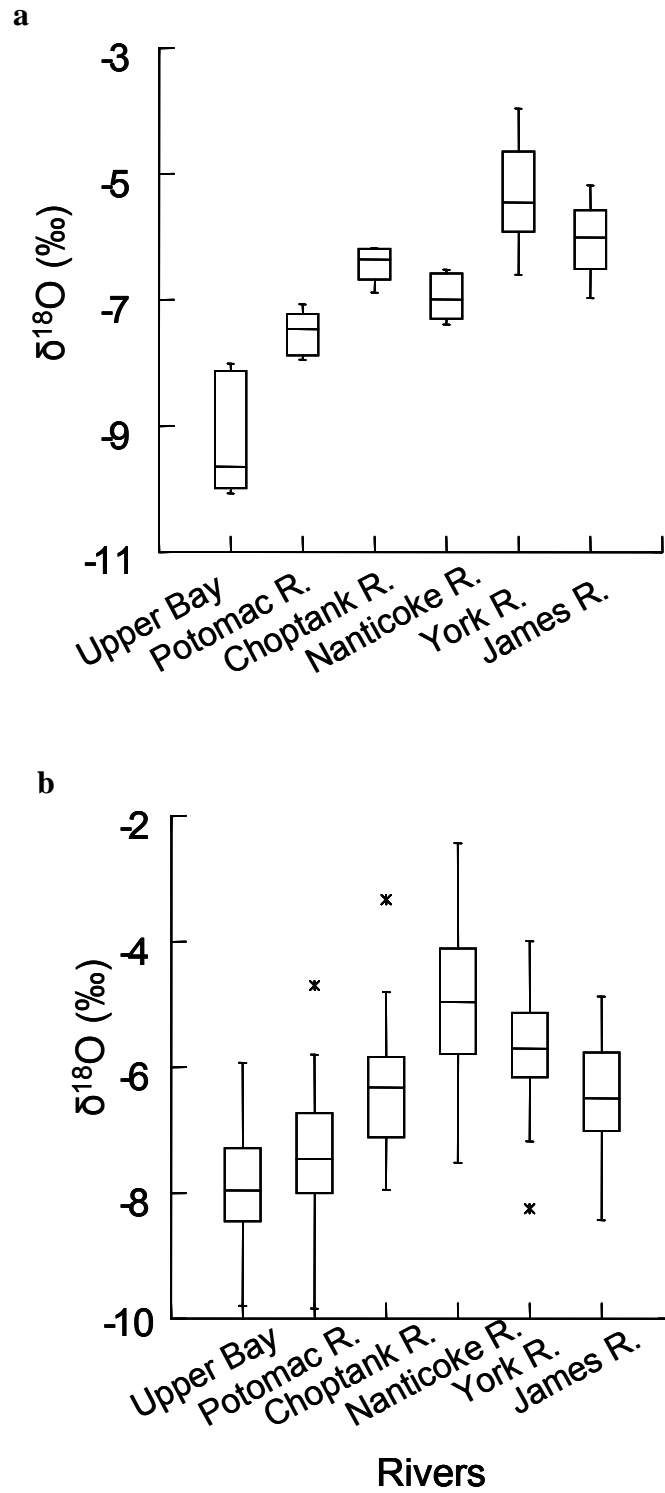 a
-3
-5
-7
-9
-11
δ18O (‰)
Upper Bay
Potomac R.
Choptank R.
Nanticoke R.
York R.
James R.
b
-2
-4
-6
-8
-10
δ18O (‰)
Upper Bay
Potomac R.
Choptank R.
Nanticoke R.
York R.
James R.
Rivers